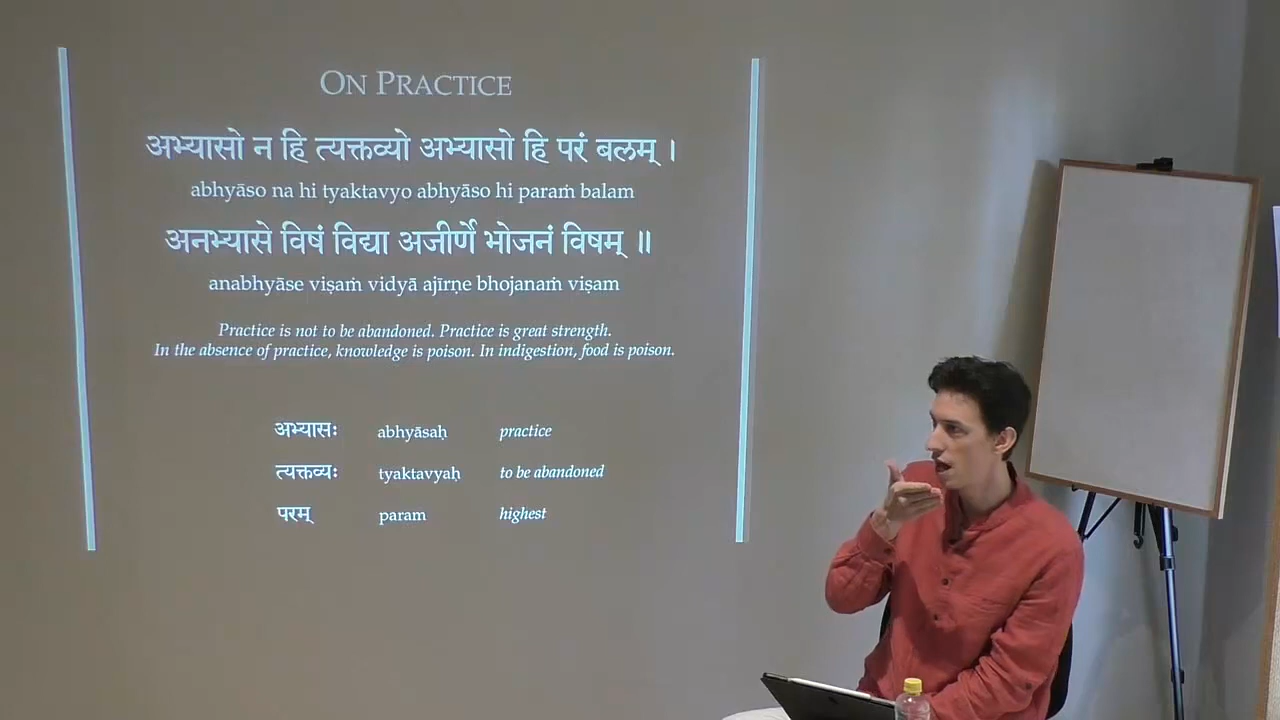 ON PRACTICE
अभ्यासो न हि त्यक्तव्यो अभ्यासो हि परं बलम् ।
abhyāso na hi tyaktavyo abhyāso hi paraṁ balam
अनभ्यासे विषं विद्या अजीर्णे भोजनं विषम् ॥
anabhyāse viṣaṁ vidyā ajīrṇe bhojanaṁ viṣam
Practice is not to be abandoned. Practice is great strength.
In the absence of practice, knowledge is poison. In indigestion, food is poison.
अभ्यासः abhyāsaḥ practice
त्यक्तव्यः tyaktavyaḥ to be abandoned
परम् param highest